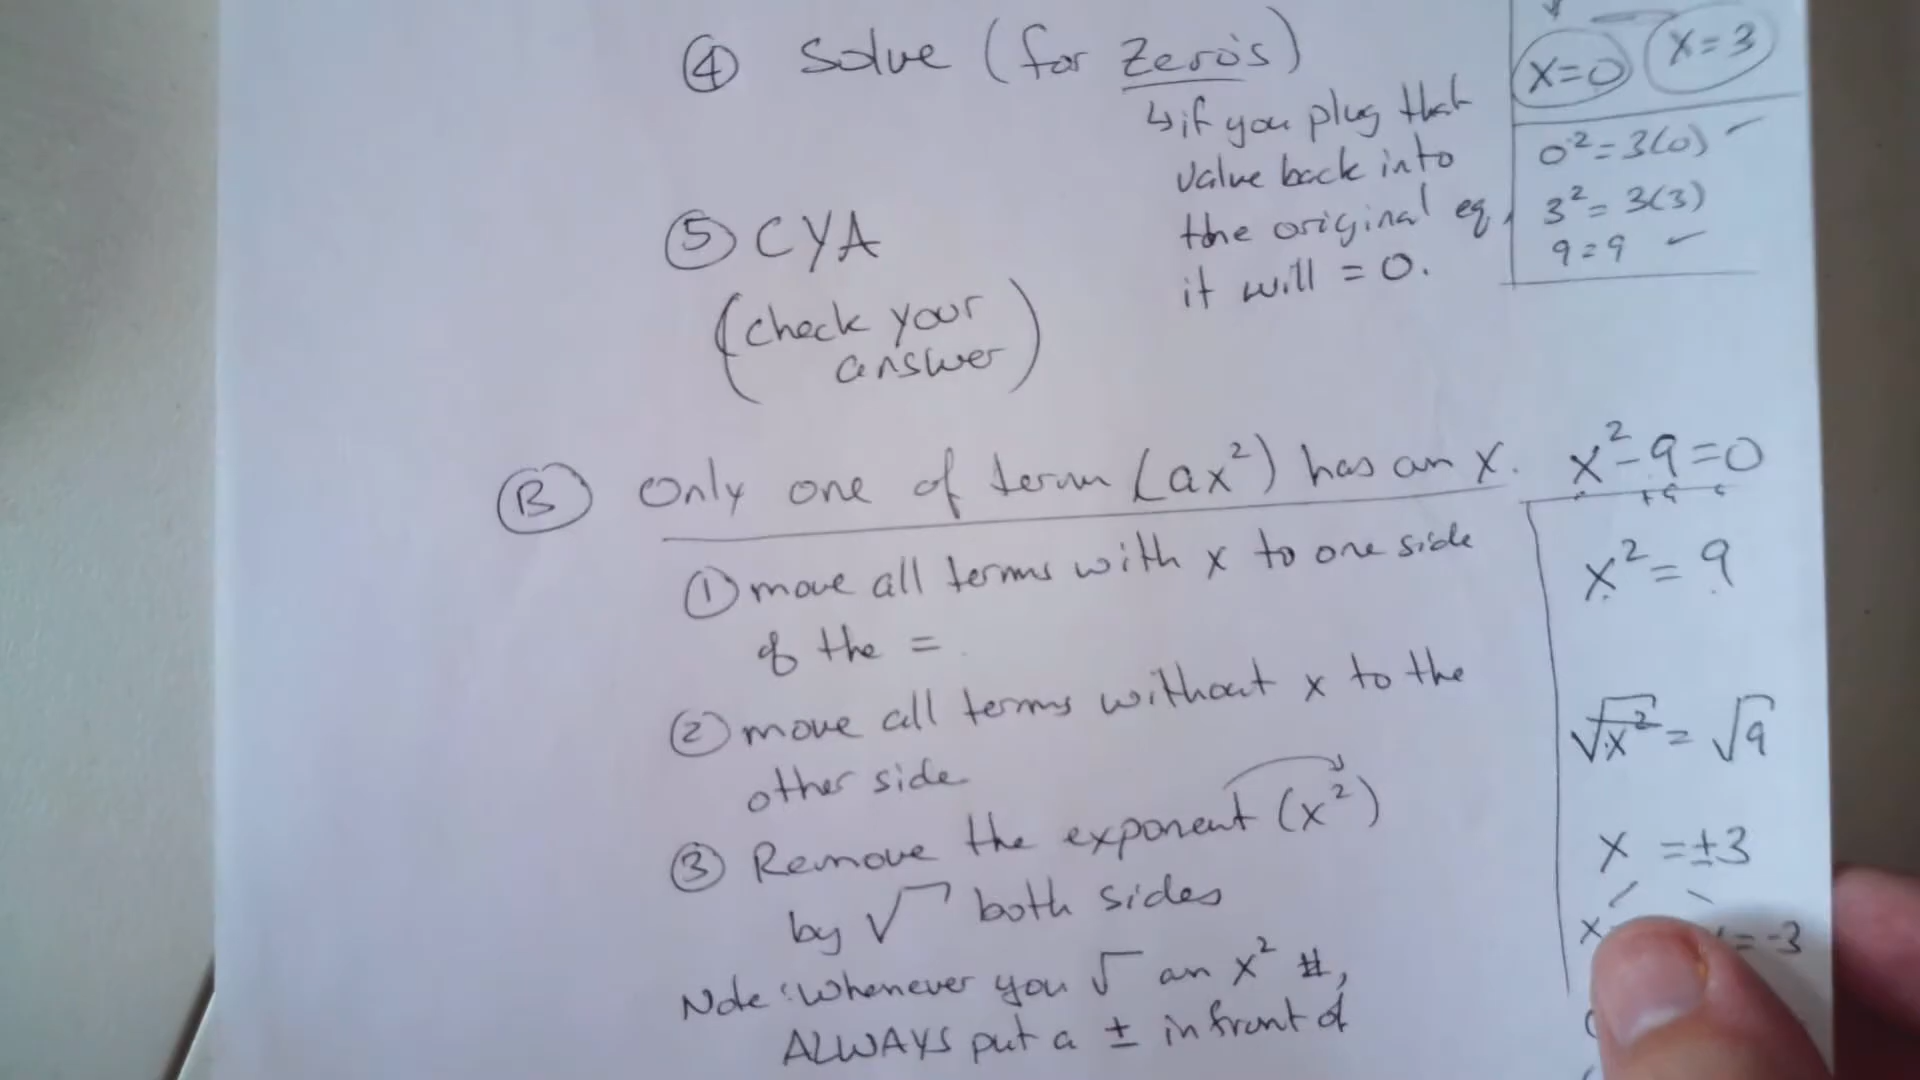 ④ Solve (for zero's)
↳ if you plug that
value back into
the original eq,
it will = 0.
x=0 x=3
0²=3(0) ✓
3²=3(3)
9=9 ✓
⑤ CYA
(check your
answer)
Ⓑ Only one of term (ax²) has an x.
① move all terms with x to one side
of the =.
② move all terms without x to the
other side
③ Remove the exponent (x²)
by √ both sides
Note: Whenever you √ an x² #,
ALWAYS put a ± in front of
x²-9=0
x²=9
√x² = √9
x = ±3
x =-3